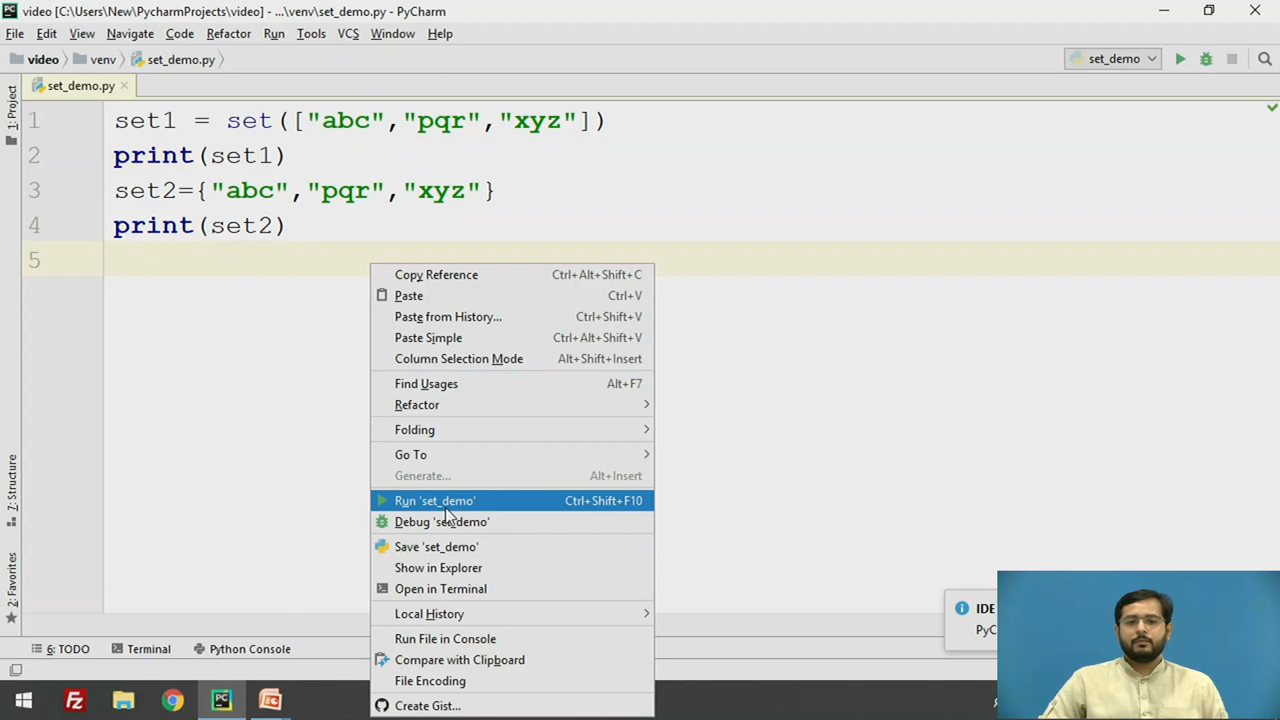 video [C:\Users\New\PycharmProjects\video] - ...\venv\set_demo.py - PyCharm
File Edit View Navigate Code Refactor Run Tools VCS Window Help
video venv set_demo.py set_demo
set_demo.py
1: Project
1 set1 = set(["abc","pqr","xyz"])
2 print(set1)
3 set2={"abc","pqr","xyz"}
4 print(set2)
5
Copy Reference Ctrl+Alt+Shift+C
Paste Ctrl+V
Paste from History... Ctrl+Shift+V
Paste Simple Ctrl+Alt+Shift+V
Column Selection Mode Alt+Shift+Insert
Find Usages Alt+F7
Refactor
Folding
Go To
Generate... Alt+Insert
Run 'set_demo' Ctrl+Shift+F10
Debug 'set_demo'
Save 'set_demo'
Show in Explorer
Open in Terminal
Local History
Run File in Console
Compare with Clipboard
File Encoding
Create Gist...
7: Structure
2: Favorites
IDE
PyC
6: TODO Terminal Python Console